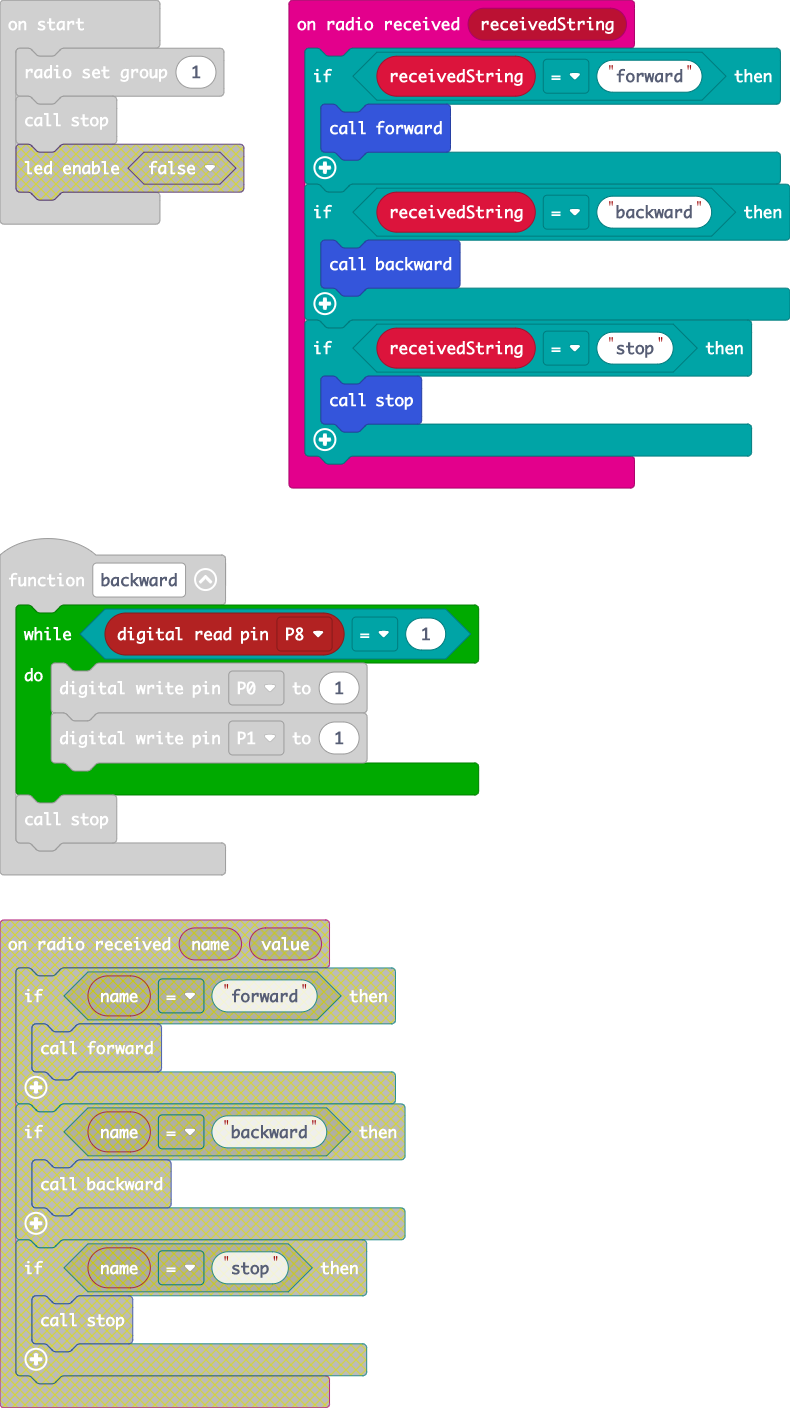 on start
radio set group 1
call stop
led enable false
on radio received receivedString
if receivedString = "forward" then
call forward
if receivedString = "backward" then
call backward
if receivedString = "stop" then
call stop
function backward
while digital read pin P8 = 1
do
digital write pin P0 to 1
digital write pin P1 to 1
call stop
on radio received name value
if name = "forward" then
call forward
if name = "backward" then
call backward
if name = "stop" then
call stop